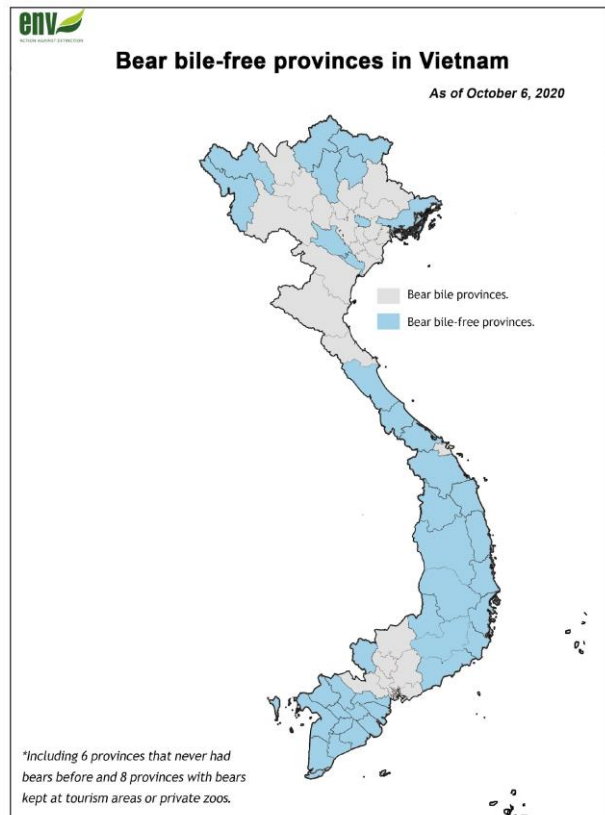 env
ACTION AGAINST EXTINCTION
Bear bile-free provinces in Vietnam
As of October 6, 2020
Bear bile provinces.
Bear bile-free provinces.
*Including 6 provinces that never had
bears before and 8 provinces with bears
kept at tourism areas or private zoos.